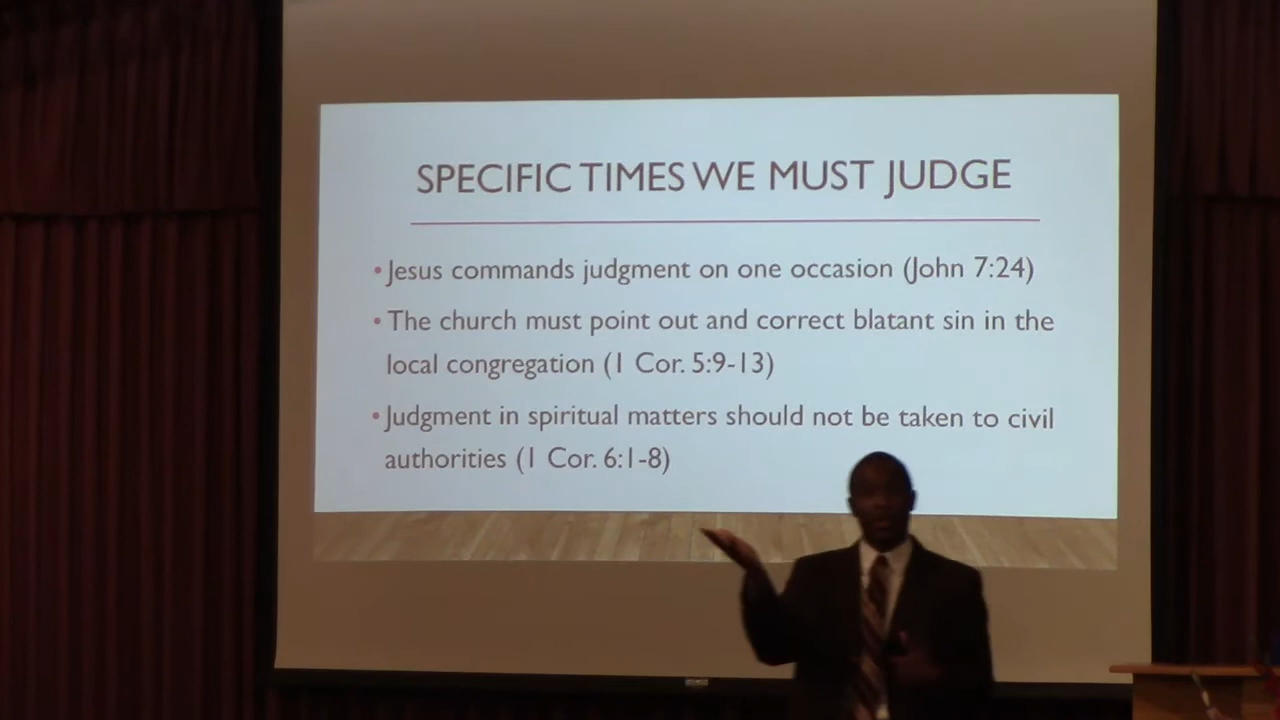 SPECIFIC TIMES WE MUST JUDGE
•Jesus commands judgment on one occasion (John 7:24)
•The church must point out and correct blatant sin in the
local congregation (1 Cor. 5:9-13)
•Judgment in spiritual matters should not be taken to civil
authorities (1 Cor. 6:1-8)